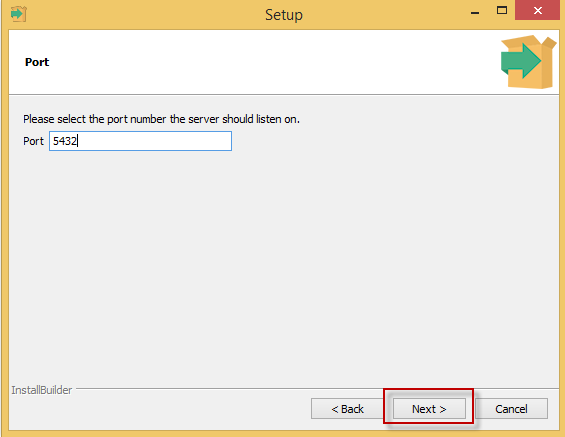 Setup
Port
Please select the port number the server should listen on.
Port 5432
InstallBuilder
< Back Next > Cancel